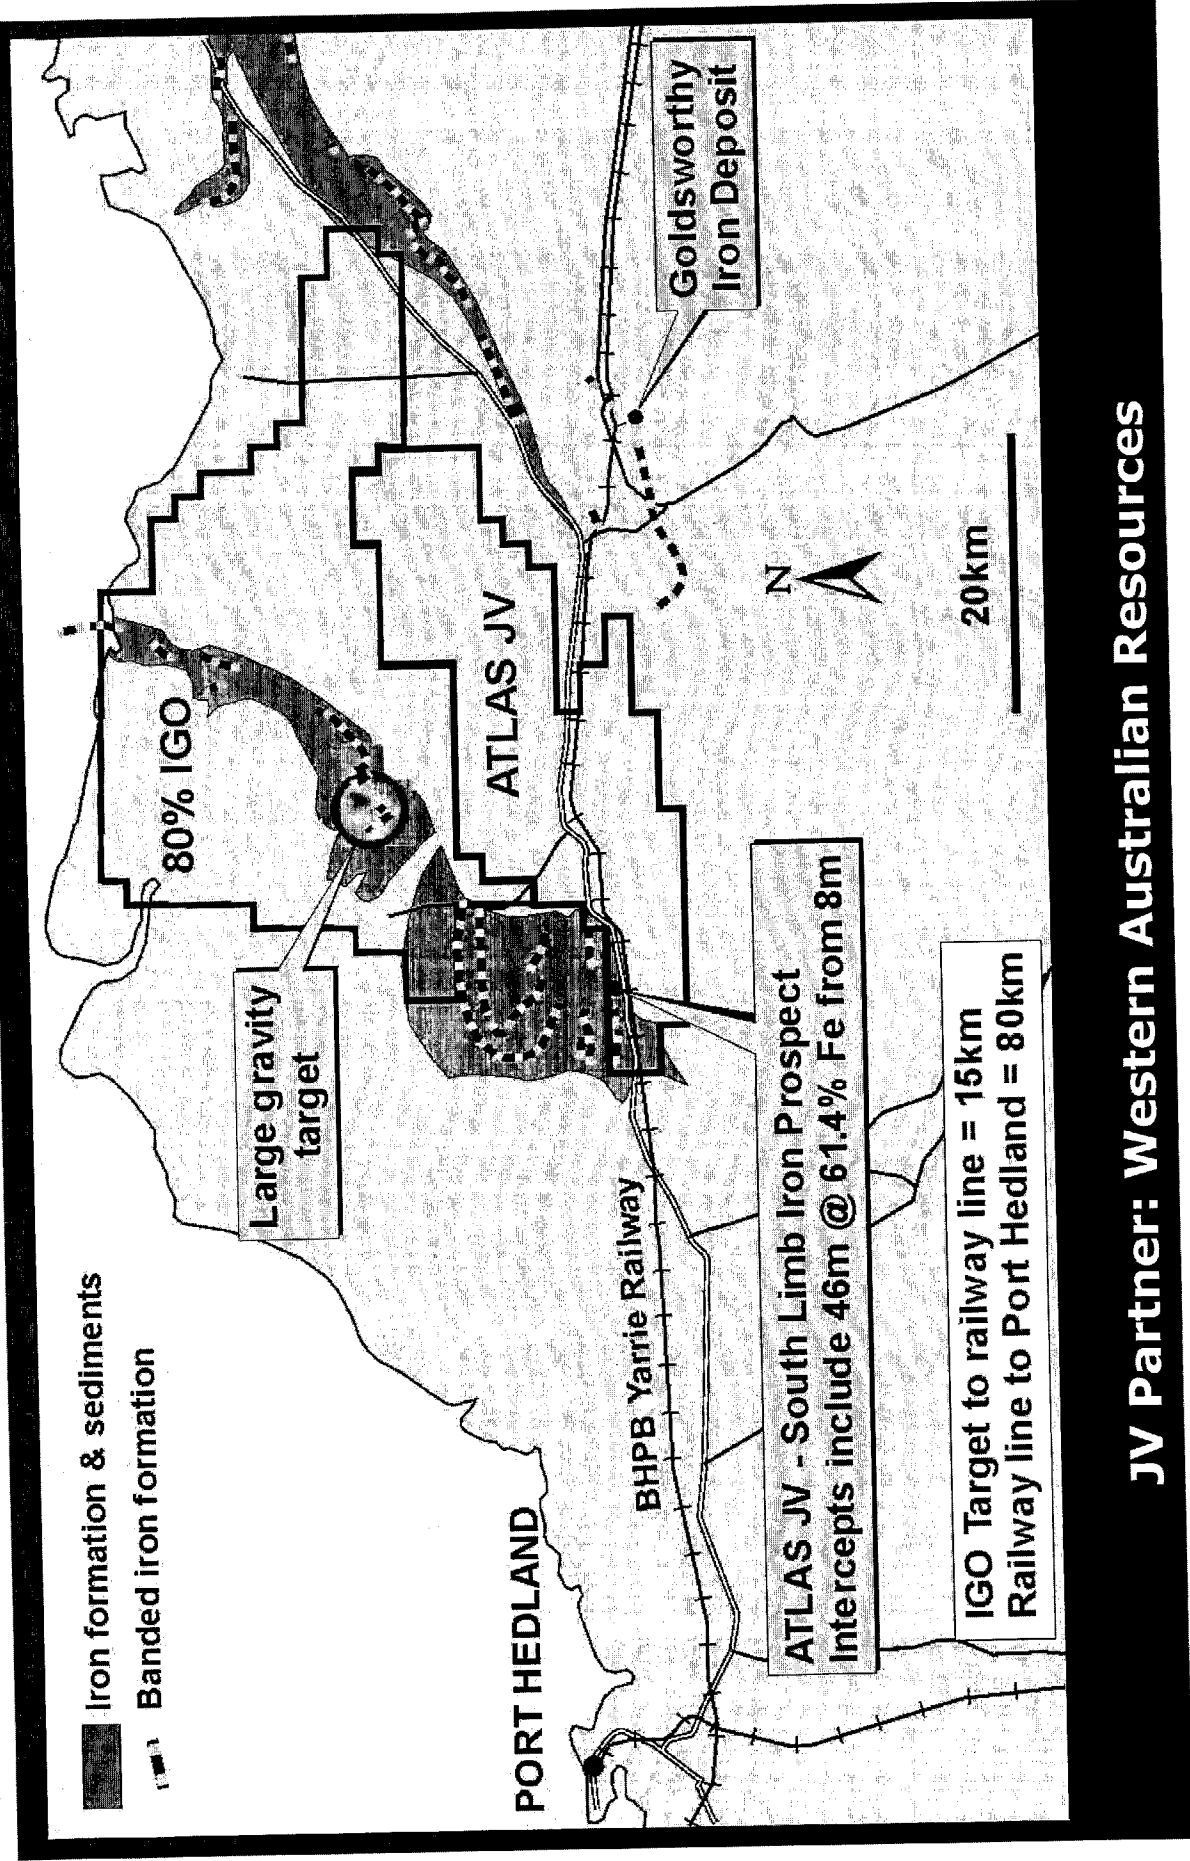 Iron formation & sediments
Banded iron formation
80% IGO
Large gravity
target
ATLAS JV
PORT HEDLAND
BHPB Yarrie Railway
Goldsworthy
Iron Deposit
N
20km
ATLAS JV - South Limb Iron Prospect
Intercepts include 46m @ 61.4% Fe from 8m
IGO Target to railway line = 15km
Railway line to Port Hedland = 80km
JV Partner: Western Australian Resources